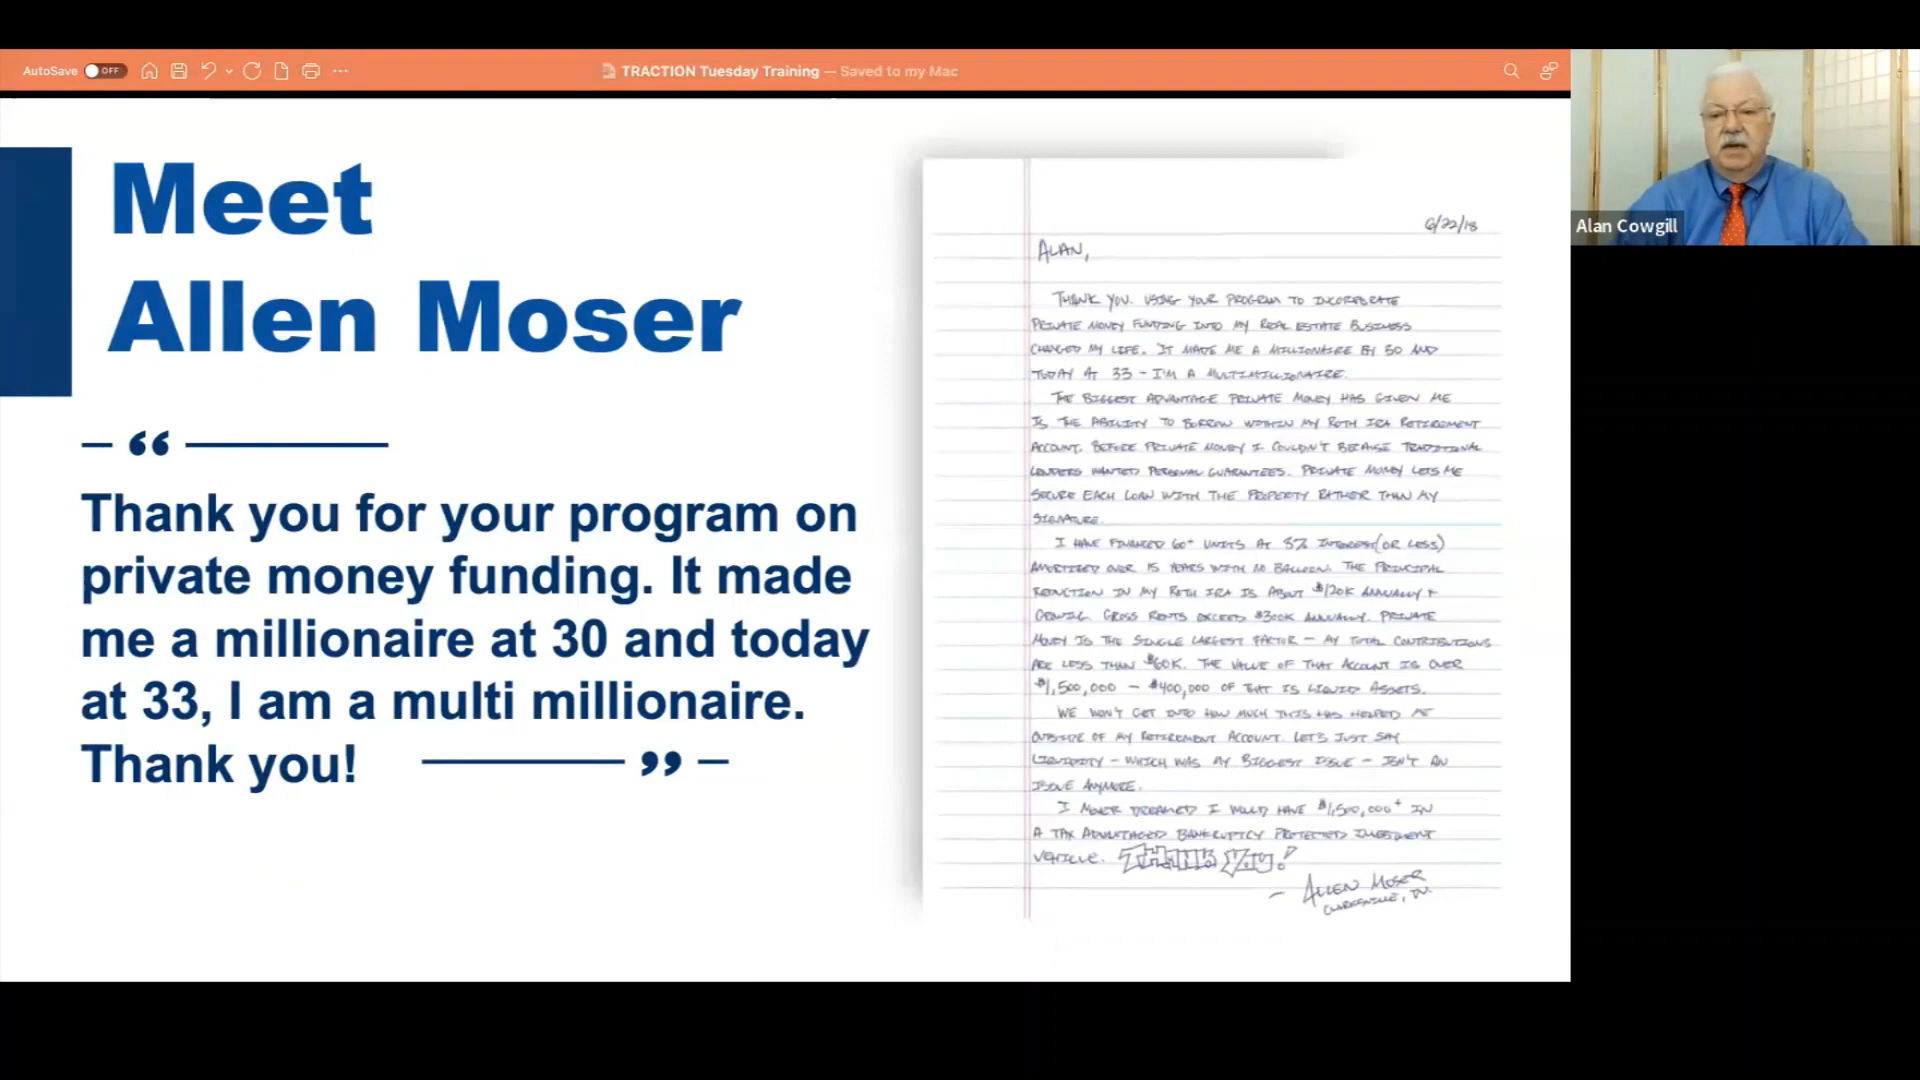 AutoSave OFF
TRACTION Tuesday Training — Saved to my Mac
Alan Cowgill
Meet
Allen Moser
“
Thank you for your program on
private money funding. It made
me a millionaire at 30 and today
at 33, I am a multi millionaire.
Thank you!
”
6/22/18
ALAN,
THANK YOU. USING YOUR PROGRAM TO INCORPORATE
PRIVATE MONEY FUNDING INTO MY REAL ESTATE BUSINESS
CHANGED MY LIFE. IT MADE ME A MILLIONAIRE BY 30 AND
TODAY AT 33 - I'M A MULTIMILLIONAIRE.
THE BIGGEST ADVANTAGE PRIVATE MONEY HAS GIVEN ME
IS THE ABILITY TO BORROW WITHIN MY ROTH IRA RETIREMENT
ACCOUNT. BEFORE PRIVATE MONEY I COULDN'T BECAUSE TRADITIONAL
LENDERS WANTED PERSONAL GUARANTEES. PRIVATE MONEY LETS ME
SECURE EACH LOAN WITH THE PROPERTY RATHER THAN MY
SIGNATURE.
I HAVE FINANCED 60+ UNITS AT 3% INTEREST (OR LESS)
AMORTIZED OVER 15 YEARS WITH NO BALLOON. THE PRINCIPAL
REDUCTION IN MY ROTH IRA IS ABOUT $120K ANNUALLY +
GROWING. GROSS RENTS EXCEED $300K ANNUALLY. PRIVATE
MONEY IS THE SINGLE LARGEST FACTOR - MY TOTAL CONTRIBUTIONS
ARE LESS THAN $60K. THE VALUE OF THAT ACCOUNT IS OVER
$1,500,000 - $400,000 OF THAT IS LIQUID ASSETS.
WE WON'T GET INTO HOW MUCH THIS HAS HELPED ME
OUTSIDE OF MY RETIREMENT ACCOUNT. LET'S JUST SAY
LIQUIDITY - WHICH WAS MY BIGGEST ISSUE - ISN'T AN
ISSUE ANYMORE.
I NEVER DREAMED I WOULD HAVE $1,500,000+ IN
A TAX ADVANTAGED BANKRUPTCY PROTECTED INVESTMENT
VEHICLE. THANK YOU!
- ALLEN MOSER